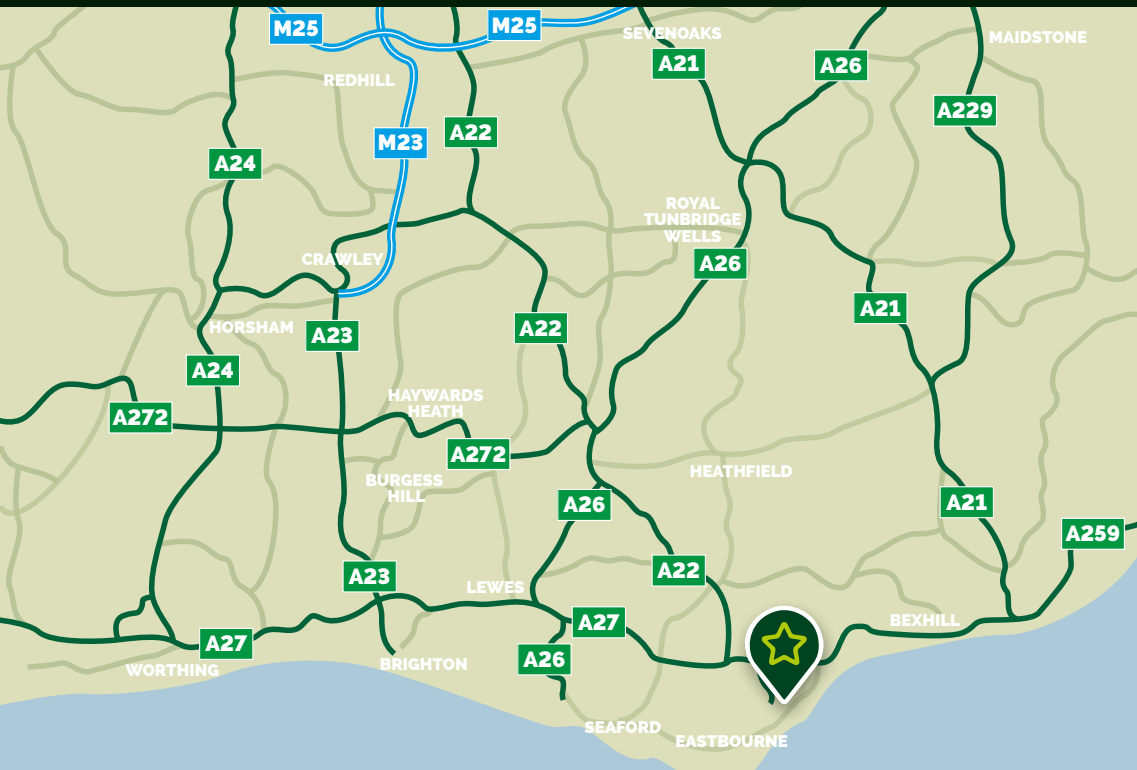 M25
M25
SEVENOAKS
MAIDSTONE
A21
A26
REDHILL
A229
A22
M23
A24
ROYAL
TUNBRIDGE
WELLS
CRAWLEY
A26
A21
HORSHAM
A23
A22
A24
HAYWARDS
HEATH
A272
A272
HEATHFIELD
BURGESS
HILL
A26
A21
A259
A23
A22
LEWES
A27
BEXHILL
A27
A26
BRIGHTON
WORTHING
SEAFORD
EASTBOURNE